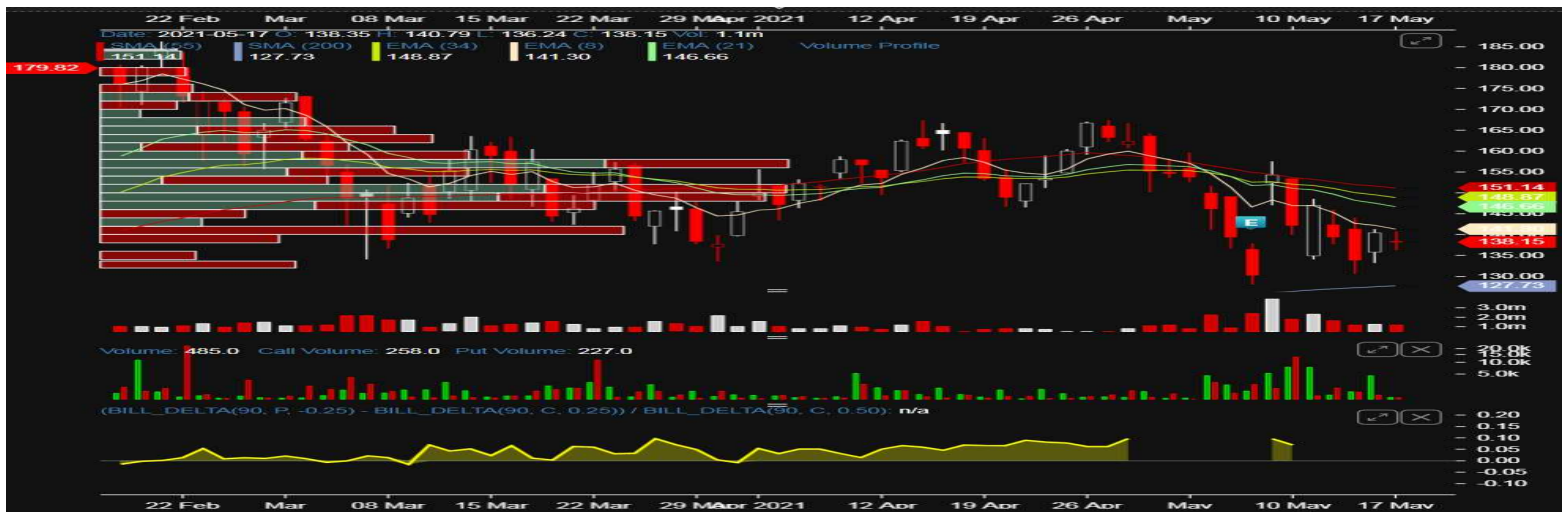 22 Feb Mar 08 Mar 15 Mar 22 Mar 29 Mar Apr 2021 12 Apr 19 Apr 26 Apr May 10 May 17 May
Date: 2021-05-17 O: 138.35 H: 140.79 L: 136.24 C: 138.15 Vol: 1.1m
SMA (55) SMA (200) EMA (34) EMA (8) EMA (21) Volume Profile
151.14 127.73 148.87 141.30 146.66
179.82
185.00
180.00
175.00
170.00
165.00
160.00
155.00
151.14
148.87
146.66
145.00
138.15
135.00
130.00
127.73
E
3.0m
2.0m
1.0m
Volume: 485.0 Call Volume: 258.0 Put Volume: 227.0
20.0k
15.0k
10.0k
5.0k
(BILL_DELTA(90, P, -0.25) - BILL_DELTA(90, C, 0.25)) / BILL_DELTA(90, C, 0.50): n/a
0.20
0.15
0.10
0.05
0.00
-0.05
-0.10
22 Feb Mar 08 Mar 15 Mar 22 Mar 29 Mar Apr 2021 12 Apr 19 Apr 26 Apr May 10 May 17 May